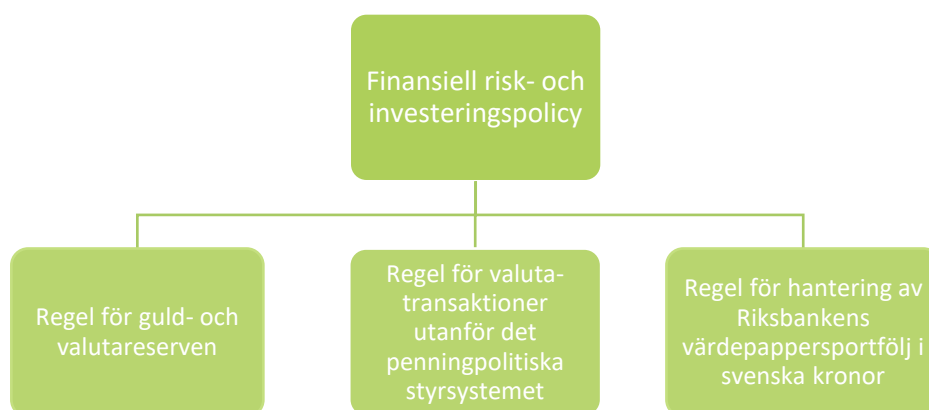 Finansiell risk- och
investeringspolicy
Regel för guld- och
valutareserven
Regel för valuta-
transaktioner
utanför det
penningpolitiska
styrsystemet
Regel för hantering av
Riksbankens
värdepappersportfölj i
svenska kronor